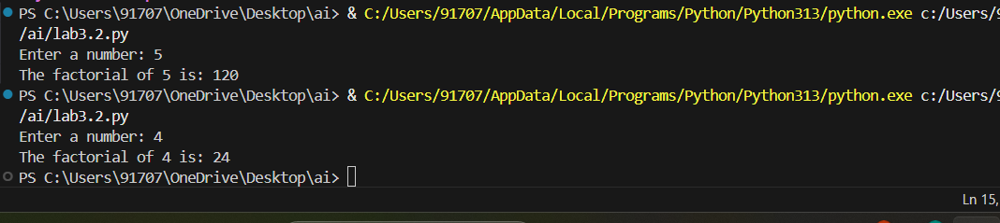 PS C:\Users\91707\OneDrive\Desktop\ai> & C:/Users/91707/AppData/Local/Programs/Python/Python313/python.exe c:/Users/9
/ai/lab3.2.py
Enter a number: 5
The factorial of 5 is: 120
PS C:\Users\91707\OneDrive\Desktop\ai> & C:/Users/91707/AppData/Local/Programs/Python/Python313/python.exe c:/Users/9
/ai/lab3.2.py
Enter a number: 4
The factorial of 4 is: 24
PS C:\Users\91707\OneDrive\Desktop\ai>
Ln 15,